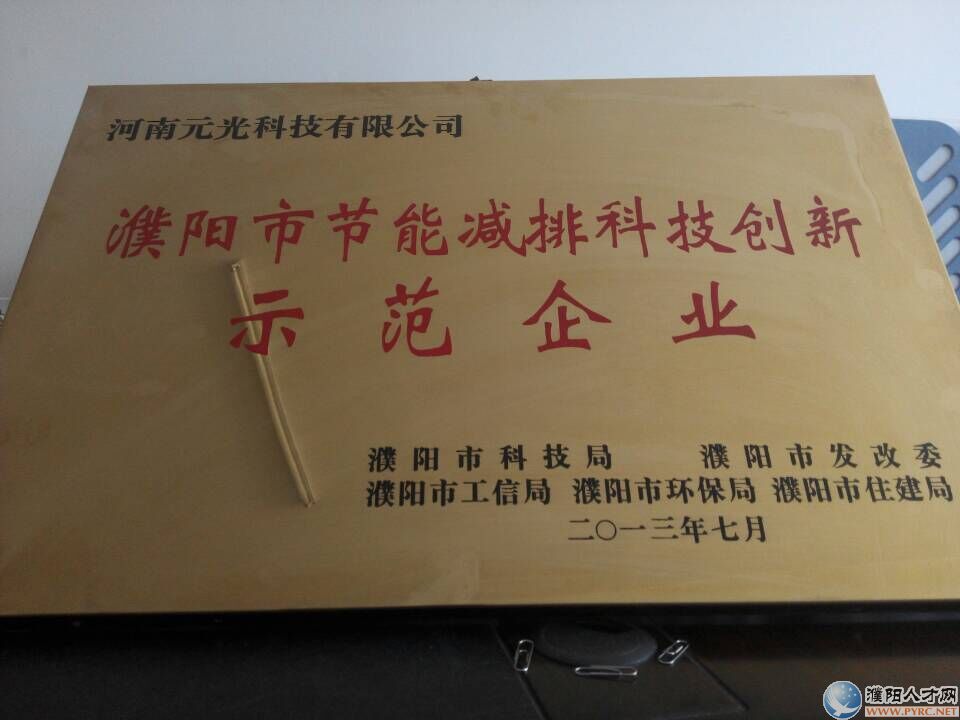 河南元光科技有限公司
濮阳市节能减排科技创新
示范企业
濮阳市科技局 濮阳市发改委
濮阳市工信局 濮阳市环保局 濮阳市住建局
二〇一三年七月
濮阳人才网
WWW.PYRC.NET